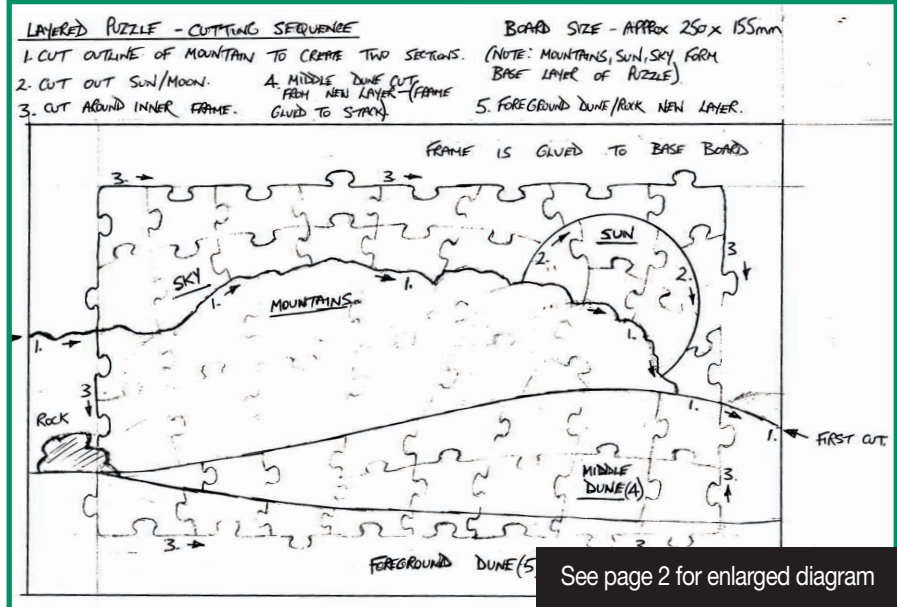 LAYERED PUZZLE - CUTTING SEQUENCE
BOARD SIZE - APPROX 250 x 155mm
1. CUT OUTLINE OF MOUNTAIN TO CREATE TWO SECTIONS.
(NOTE: MOUNTAINS, SUN, SKY FORM
BASE LAYER OF PUZZLE)
2. CUT OUT SUN/MOON.
3. CUT AROUND INNER FRAME.
4. MIDDLE DUNE CUT
FROM NEW LAYER - (FRAME
GLUED TO STACK)
5. FOREGROUND DUNE/ROCK NEW LAYER.
FRAME IS GLUED TO BASE BOARD
3.
3.
SUN
2.
3
SKY
2.
1.
1.
MOUNTAINS
1.
1.
3
1.
ROCK
1.
FIRST CUT.
MIDDLE
DUNE (4)
3.
3.
3
FOREGROUND DUNE (5)
See page 2 for enlarged diagram